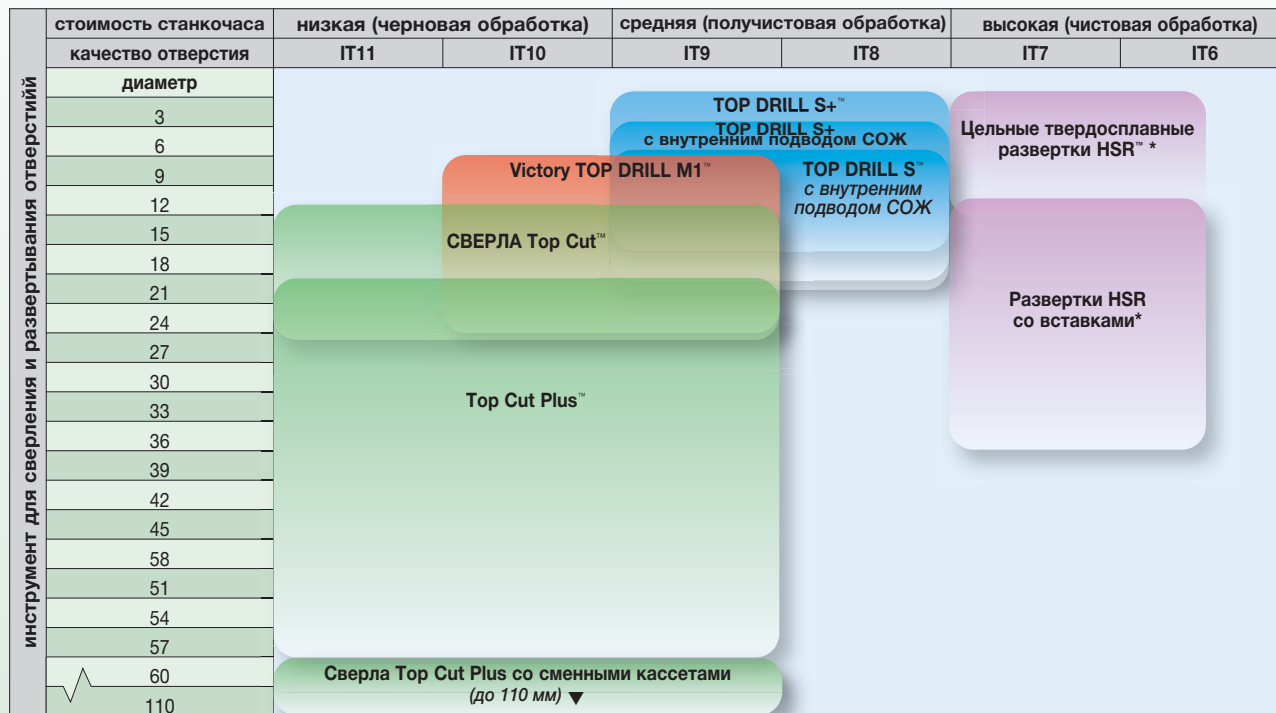 стоимость станкочаса низкая (черновая обработка) средняя (получистовая обработка) высокая (чистовая обработка)
качество отверстия IT11 IT10 IT9 IT8 IT7 IT6
инструмент для сверления и развертывания отверстийй
диаметр
3
6
9
12
15
18
21
24
27
30
33
36
39
42
45
58
51
54
57
60
110
TOP DRILL S+™
TOP DRILL S+
с внутренним подводом СОЖ
Victory TOP DRILL M1™
TOP DRILL S™
с внутренним
подводом СОЖ
СВЕРЛА Top Cut™
Top Cut Plus™
Сверла Top Cut Plus со сменными кассетами
(до 110 мм) ▼
Цельные твердосплавные
развертки HSR™ *
Развертки HSR
со вставками*